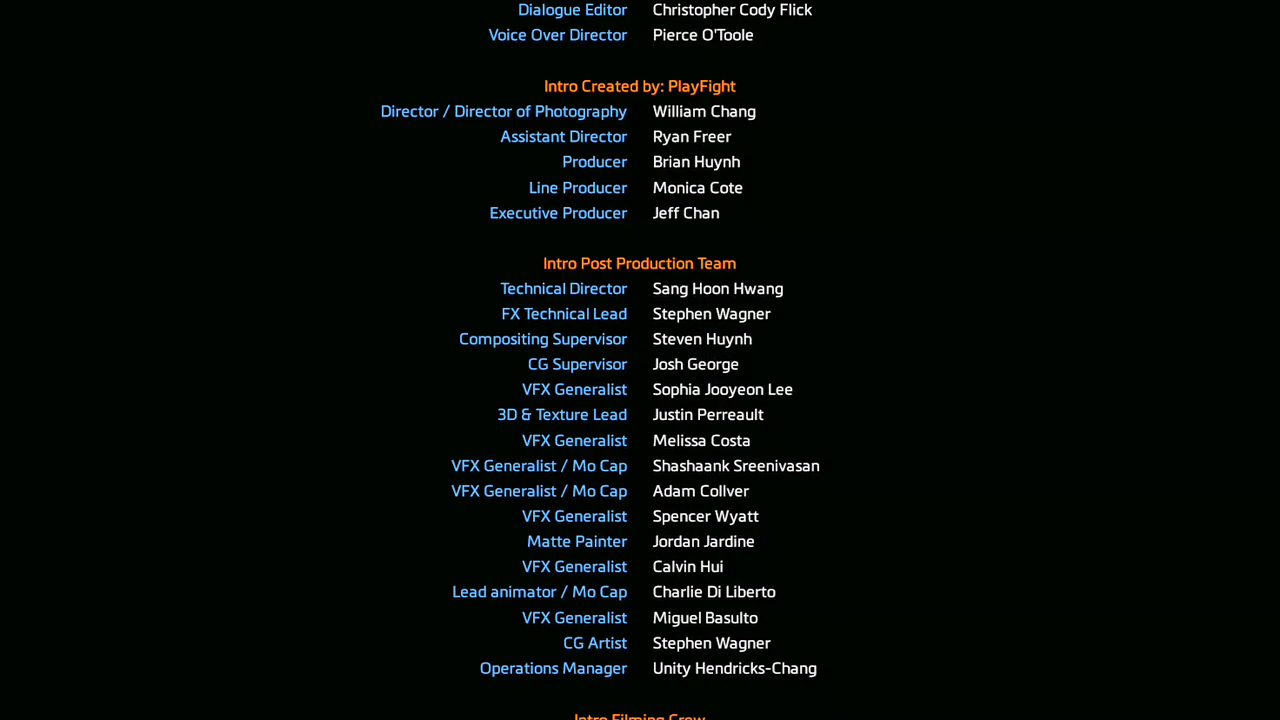 Dialogue Editor Christopher Cody Flick
Voice Over Director Pierce O'Toole
Intro Created by: PlayFight
Director / Director of Photography William Chang
Assistant Director Ryan Freer
Producer Brian Huynh
Line Producer Monica Cote
Executive Producer Jeff Chan
Intro Post Production Team
Technical Director Sang Hoon Hwang
FX Technical Lead Stephen Wagner
Compositing Supervisor Steven Huynh
CG Supervisor Josh George
VFX Generalist Sophia Jooyeon Lee
3D & Texture Lead Justin Perreault
VFX Generalist Melissa Costa
VFX Generalist / Mo Cap Shashaank Sreenivasan
VFX Generalist / Mo Cap Adam Collver
VFX Generalist Spencer Wyatt
Matte Painter Jordan Jardine
VFX Generalist Calvin Hui
Lead animator / Mo Cap Charlie Di Liberto
VFX Generalist Miguel Basulto
CG Artist Stephen Wagner
Operations Manager Unity Hendricks-Chang
Intro Filming Crew